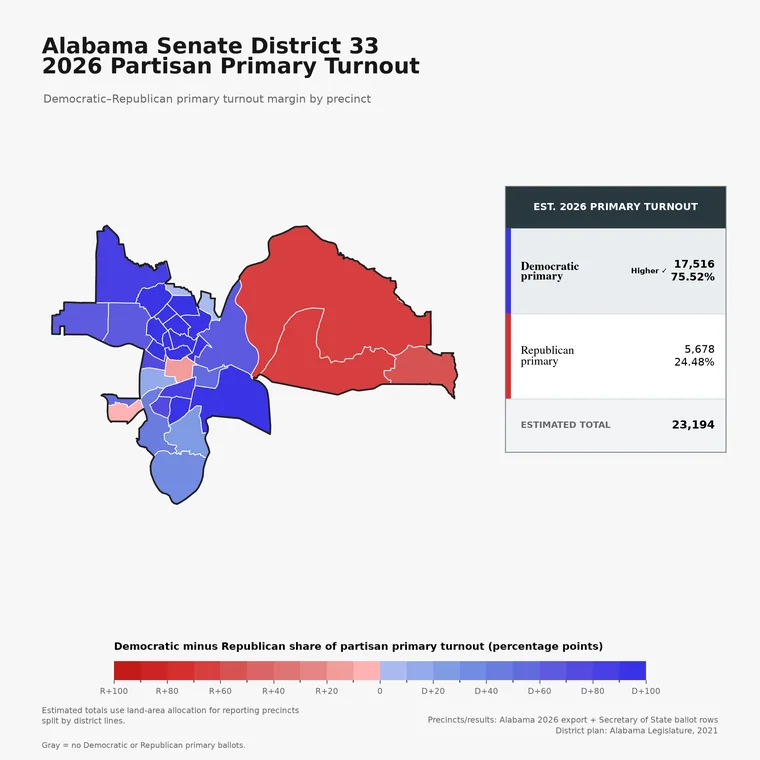 Alabama Senate District 33
2026 Partisan Primary Turnout
Democratic–Republican primary turnout margin by precinct
EST. 2026 PRIMARY TURNOUT
Democratic
primary
Higher ✓
17,516
75.52%
Republican
primary
5,678
24.48%
ESTIMATED TOTAL
23,194
Democratic minus Republican share of partisan primary turnout (percentage points)
R+100 R+80 R+60 R+40 R+20 0 D+20 D+40 D+60 D+80 D+100
Estimated totals use land-area allocation for reporting precincts
split by district lines.
Gray = no Democratic or Republican primary ballots.
Precincts/results: Alabama 2026 export + Secretary of State ballot rows
District plan: Alabama Legislature, 2021